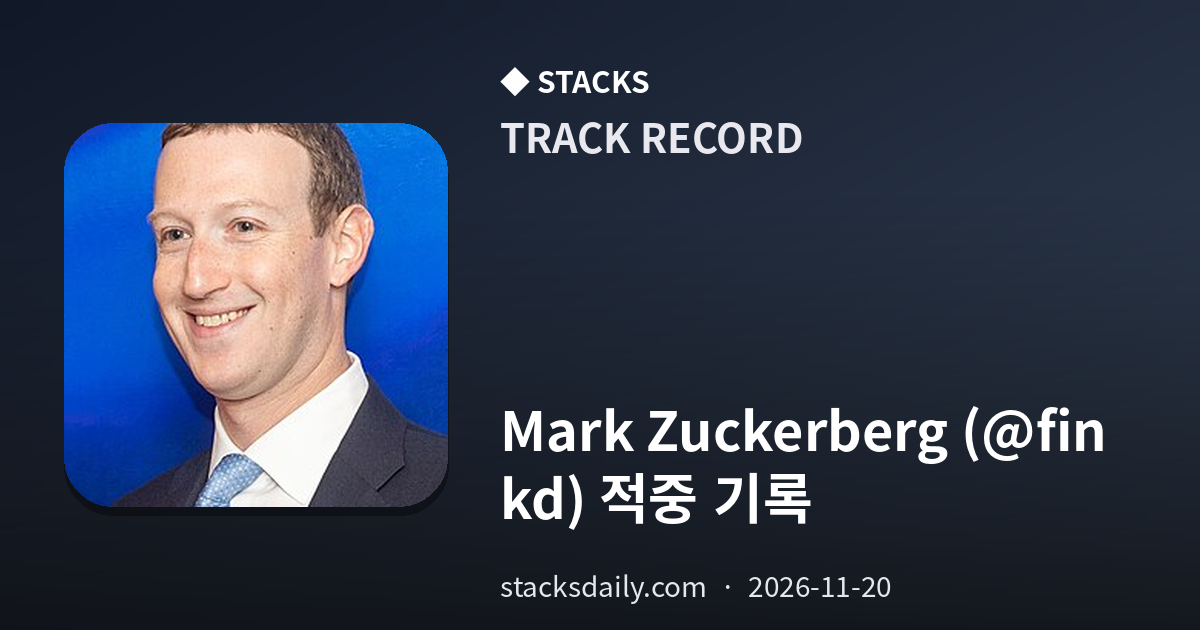 STACKS
TRACK RECORD
Mark Zuckerberg (@fin
kd) 적중 기록
stacksdaily.com · 2026-11-20